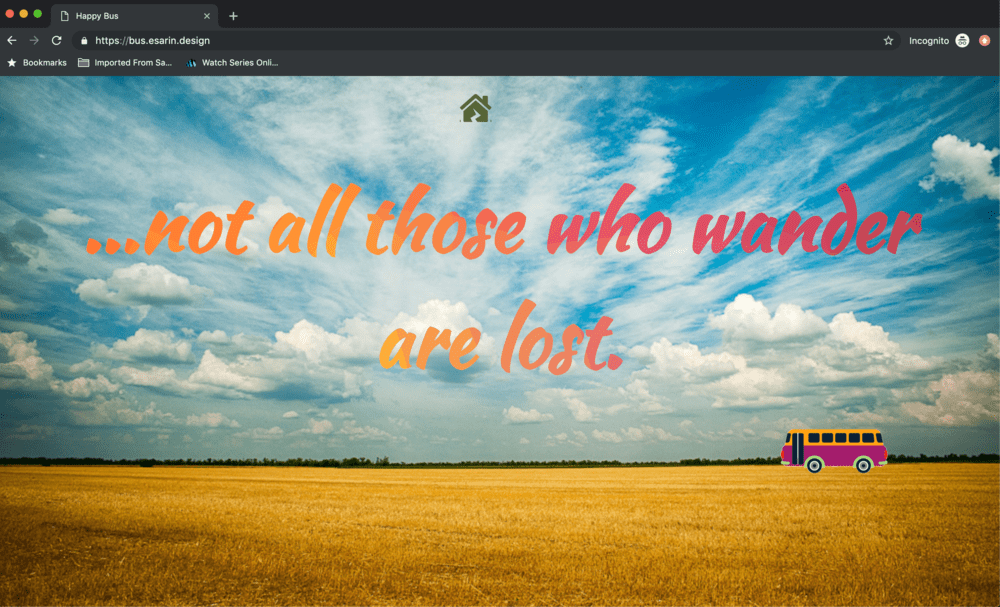 Happy Bus
https://bus.esarin.design
Incognito
Bookmarks Imported From Sa... Watch Series Onli...
...not all those who wander
are lost.